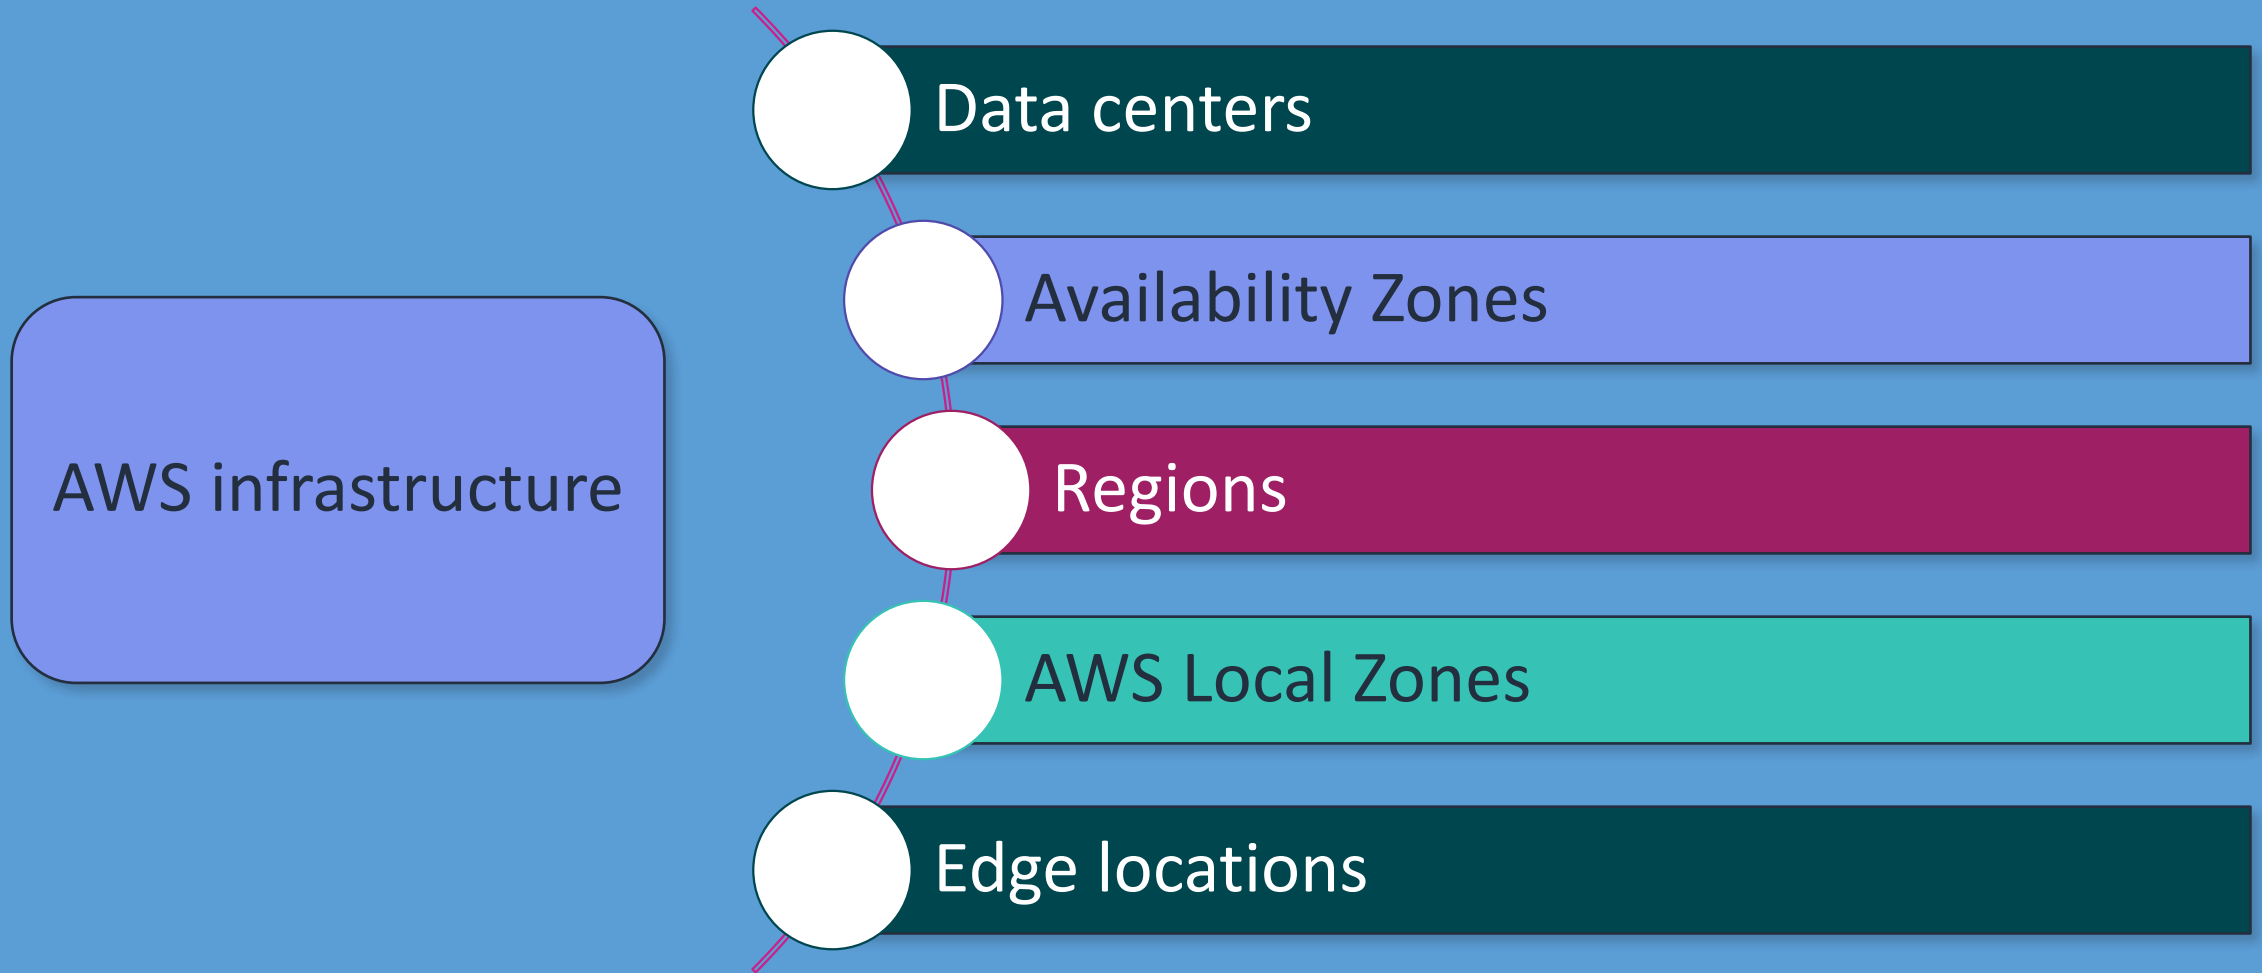 Data centers
Availability Zones
AWS infrastructure
Regions
AWS Local Zones
Edge locations